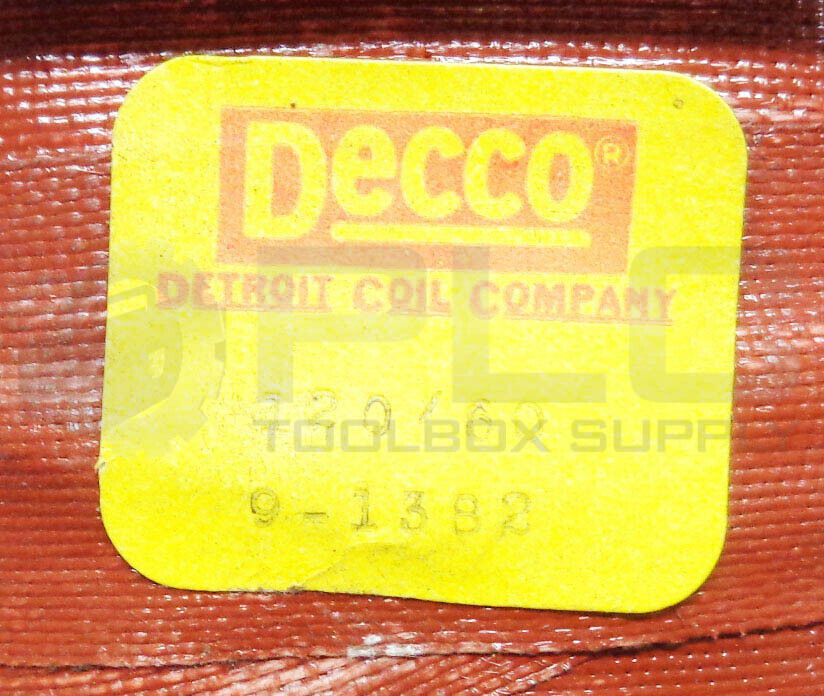 Decco®
DETROIT COIL COMPANY
PLC
TOOLBOX SUPPLY
120/60
9-1382